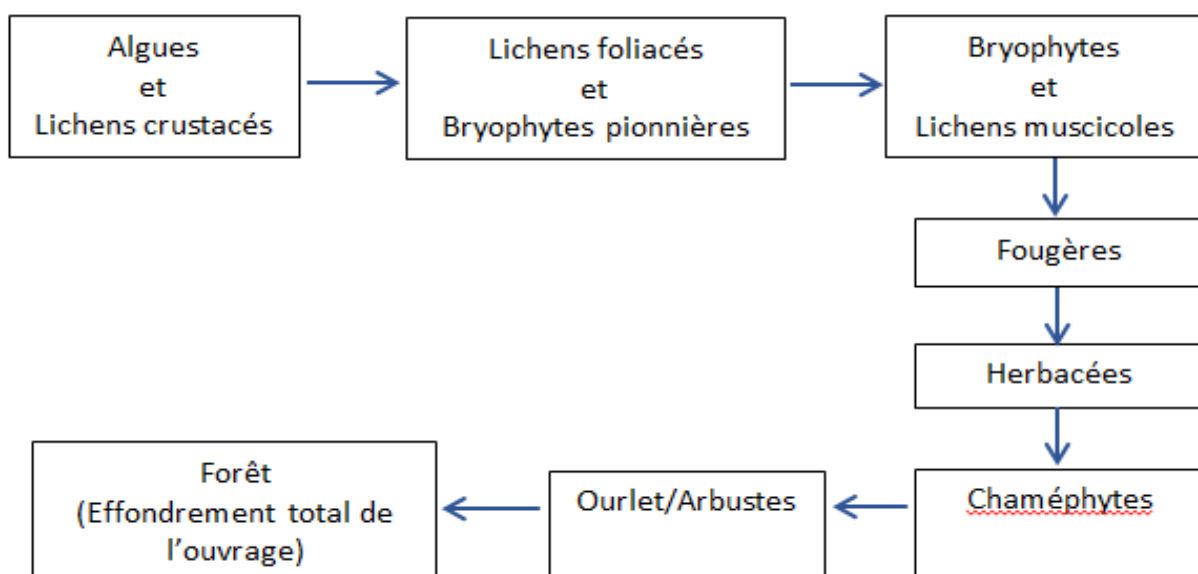 Algues
et
Lichens crustacés
Lichens foliacés
et
Bryophytes pionnières
Bryophytes
et
Lichens muscicoles
Fougères
Herbacées
Chaméphytes
Ourlet/Arbustes
Forêt
(Effondrement total de
l’ouvrage)